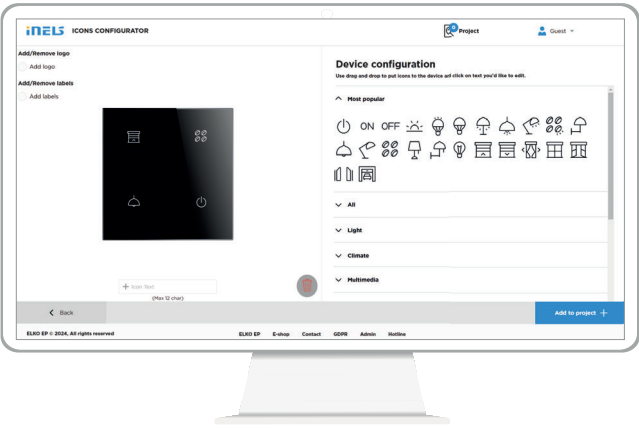 iNELS ICONS CONFIGURATOR
0 Project
Guest
Add/Remove logo
Add logo
Add/Remove labels
Add labels
Device configuration
Use drag and drop to put icons to the device anf click on text you'd like to edit.
Most popular
ON OFF
All
Light
Climate
Multimedia
Icon Text
(Max 12 char)
Back
Add to project
ELKO EP © 2024, All rights reserved
ELKO EP E-shop Contact GDPR Admin Hotline